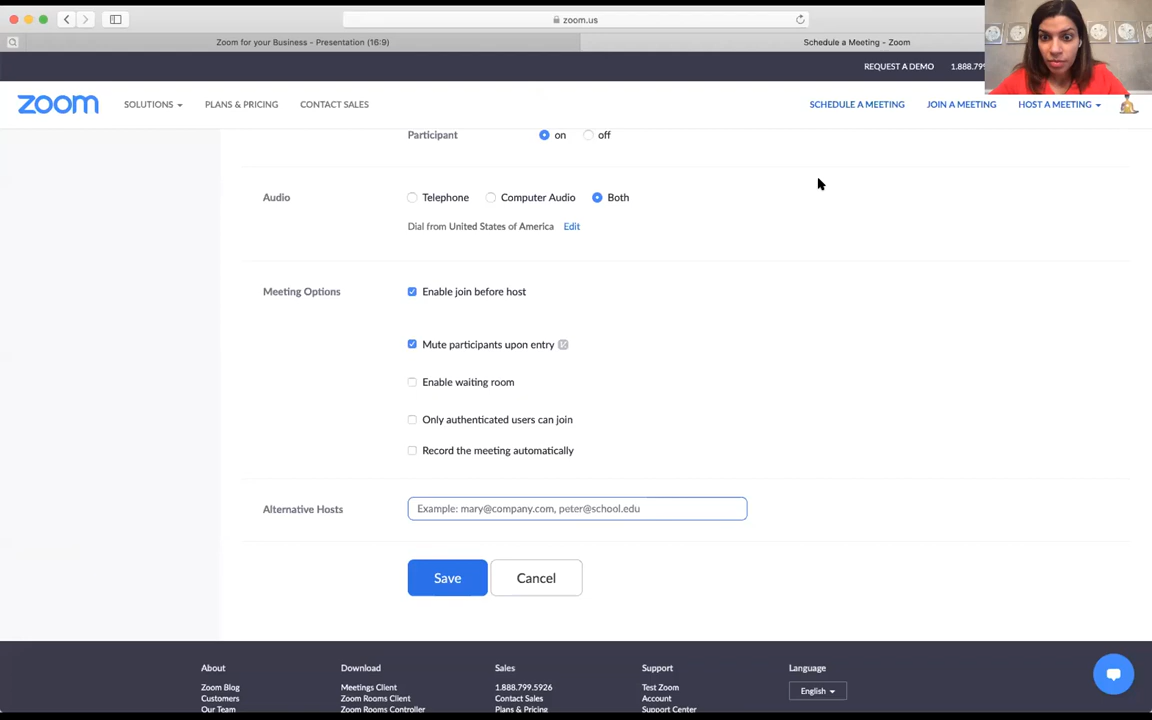 zoom.us
Zoom for your Business - Presentation (16:9)
Schedule a Meeting - Zoom
REQUEST A DEMO
1.888.799
zoom
SOLUTIONS
PLANS & PRICING
CONTACT SALES
SCHEDULE A MEETING
JOIN A MEETING
HOST A MEETING
Participant
on
off
Audio
Telephone
Computer Audio
Both
Dial from United States of America Edit
Meeting Options
Enable join before host
Mute participants upon entry
Enable waiting room
Only authenticated users can join
Record the meeting automatically
Alternative Hosts
Example: mary@company.com, peter@school.edu
Save
Cancel
About
Zoom Blog
Customers
Our Team
Download
Meetings Client
Zoom Rooms Client
Zoom Rooms Controller
Sales
1.888.799.5926
Contact Sales
Plans & Pricing
Support
Test Zoom
Account
Support Center
Language
English